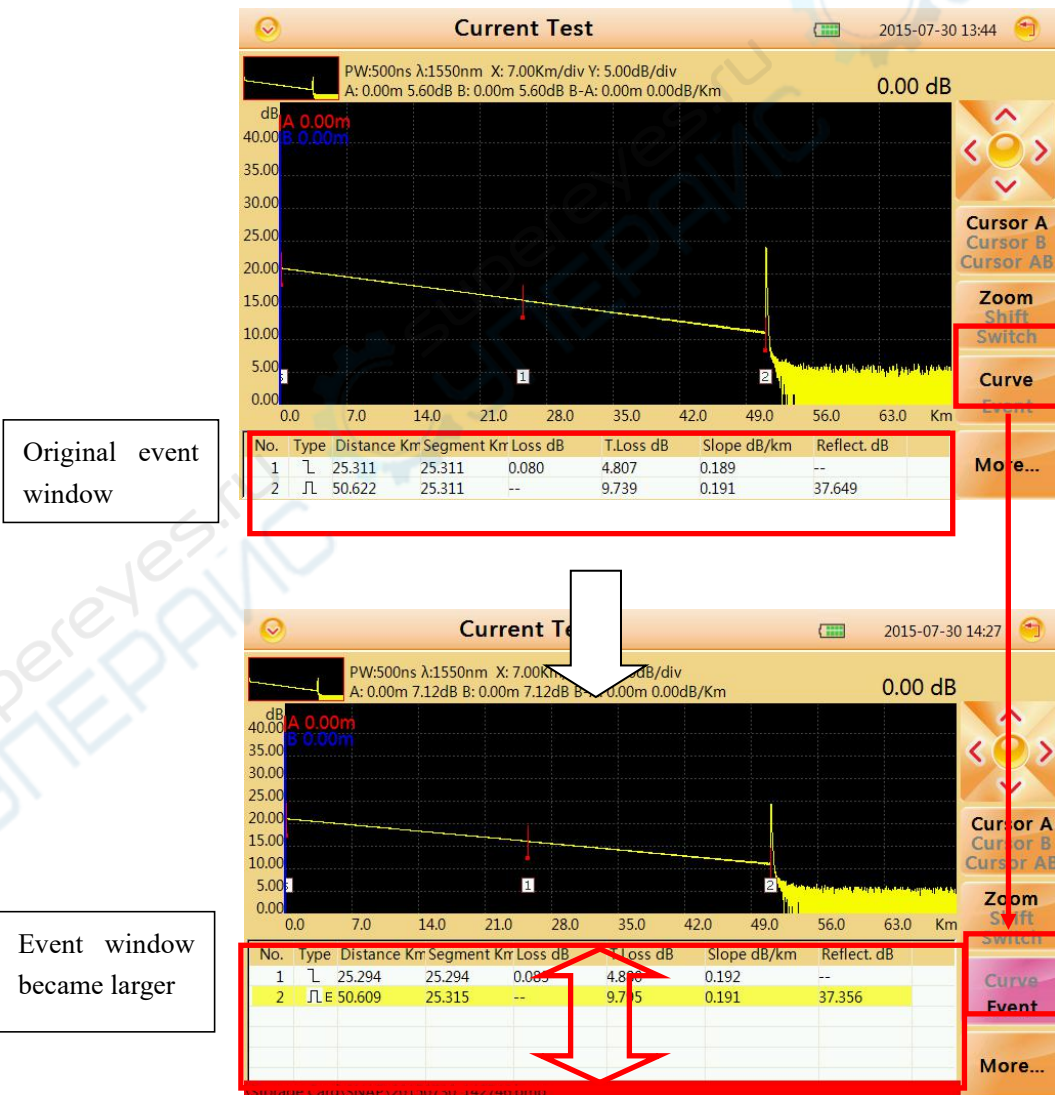 Current Test
2015-07-30 13:44
PW:500ns λ:1550nm X: 7.00Km/div Y: 5.00dB/div
A: 0.00m 5.60dB B: 0.00m 5.60dB B-A: 0.00m 0.00dB/Km
0.00 dB
dB
A 0.00m
B 0.00m
40.00
35.00
30.00
25.00
20.00
15.00
10.00
5.00
0.00
1
2
0.0 7.0 14.0 21.0 28.0 35.0 42.0 49.0 56.0 63.0 Km
Cursor A
Cursor B
Cursor AB
Zoom
Shift
Switch
Curve
Event
More...
Original event
window
No. Type Distance Km Segment Km Loss dB T.Loss dB Slope dB/km Reflect. dB
1 25.311 25.311 0.080 4.807 0.189 --
2 50.622 25.311 -- 9.739 0.191 37.649
Current
2015-07-30 14:27
PW:500ns λ:1550nm X: 7.00Km dB/div
A: 0.00m 7.12dB B: 0.00m 7.12dB 0.00m 0.00dB/Km
0.00 dB
dB
A 0.00m
B 0.00m
40.00
35.00
30.00
25.00
20.00
15.00
10.00
5.00
0.00
1
2
0.0 7.0 14.0 21.0 28.0 35.0 42.0 49.0 56.0 63.0 Km
Cursor A
Cursor B
Cursor AB
Zoom
Shift
Switch
Curve
Event
More...
Event window
became larger
No. Type Distance Km Segment Km Loss dB T.Loss dB Slope dB/km Reflect. dB
1 25.294 25.294 0.085 0.192 --
2 E 50.609 25.315 -- 0.191 37.356
supereyes.ru
УПЕРАЙС